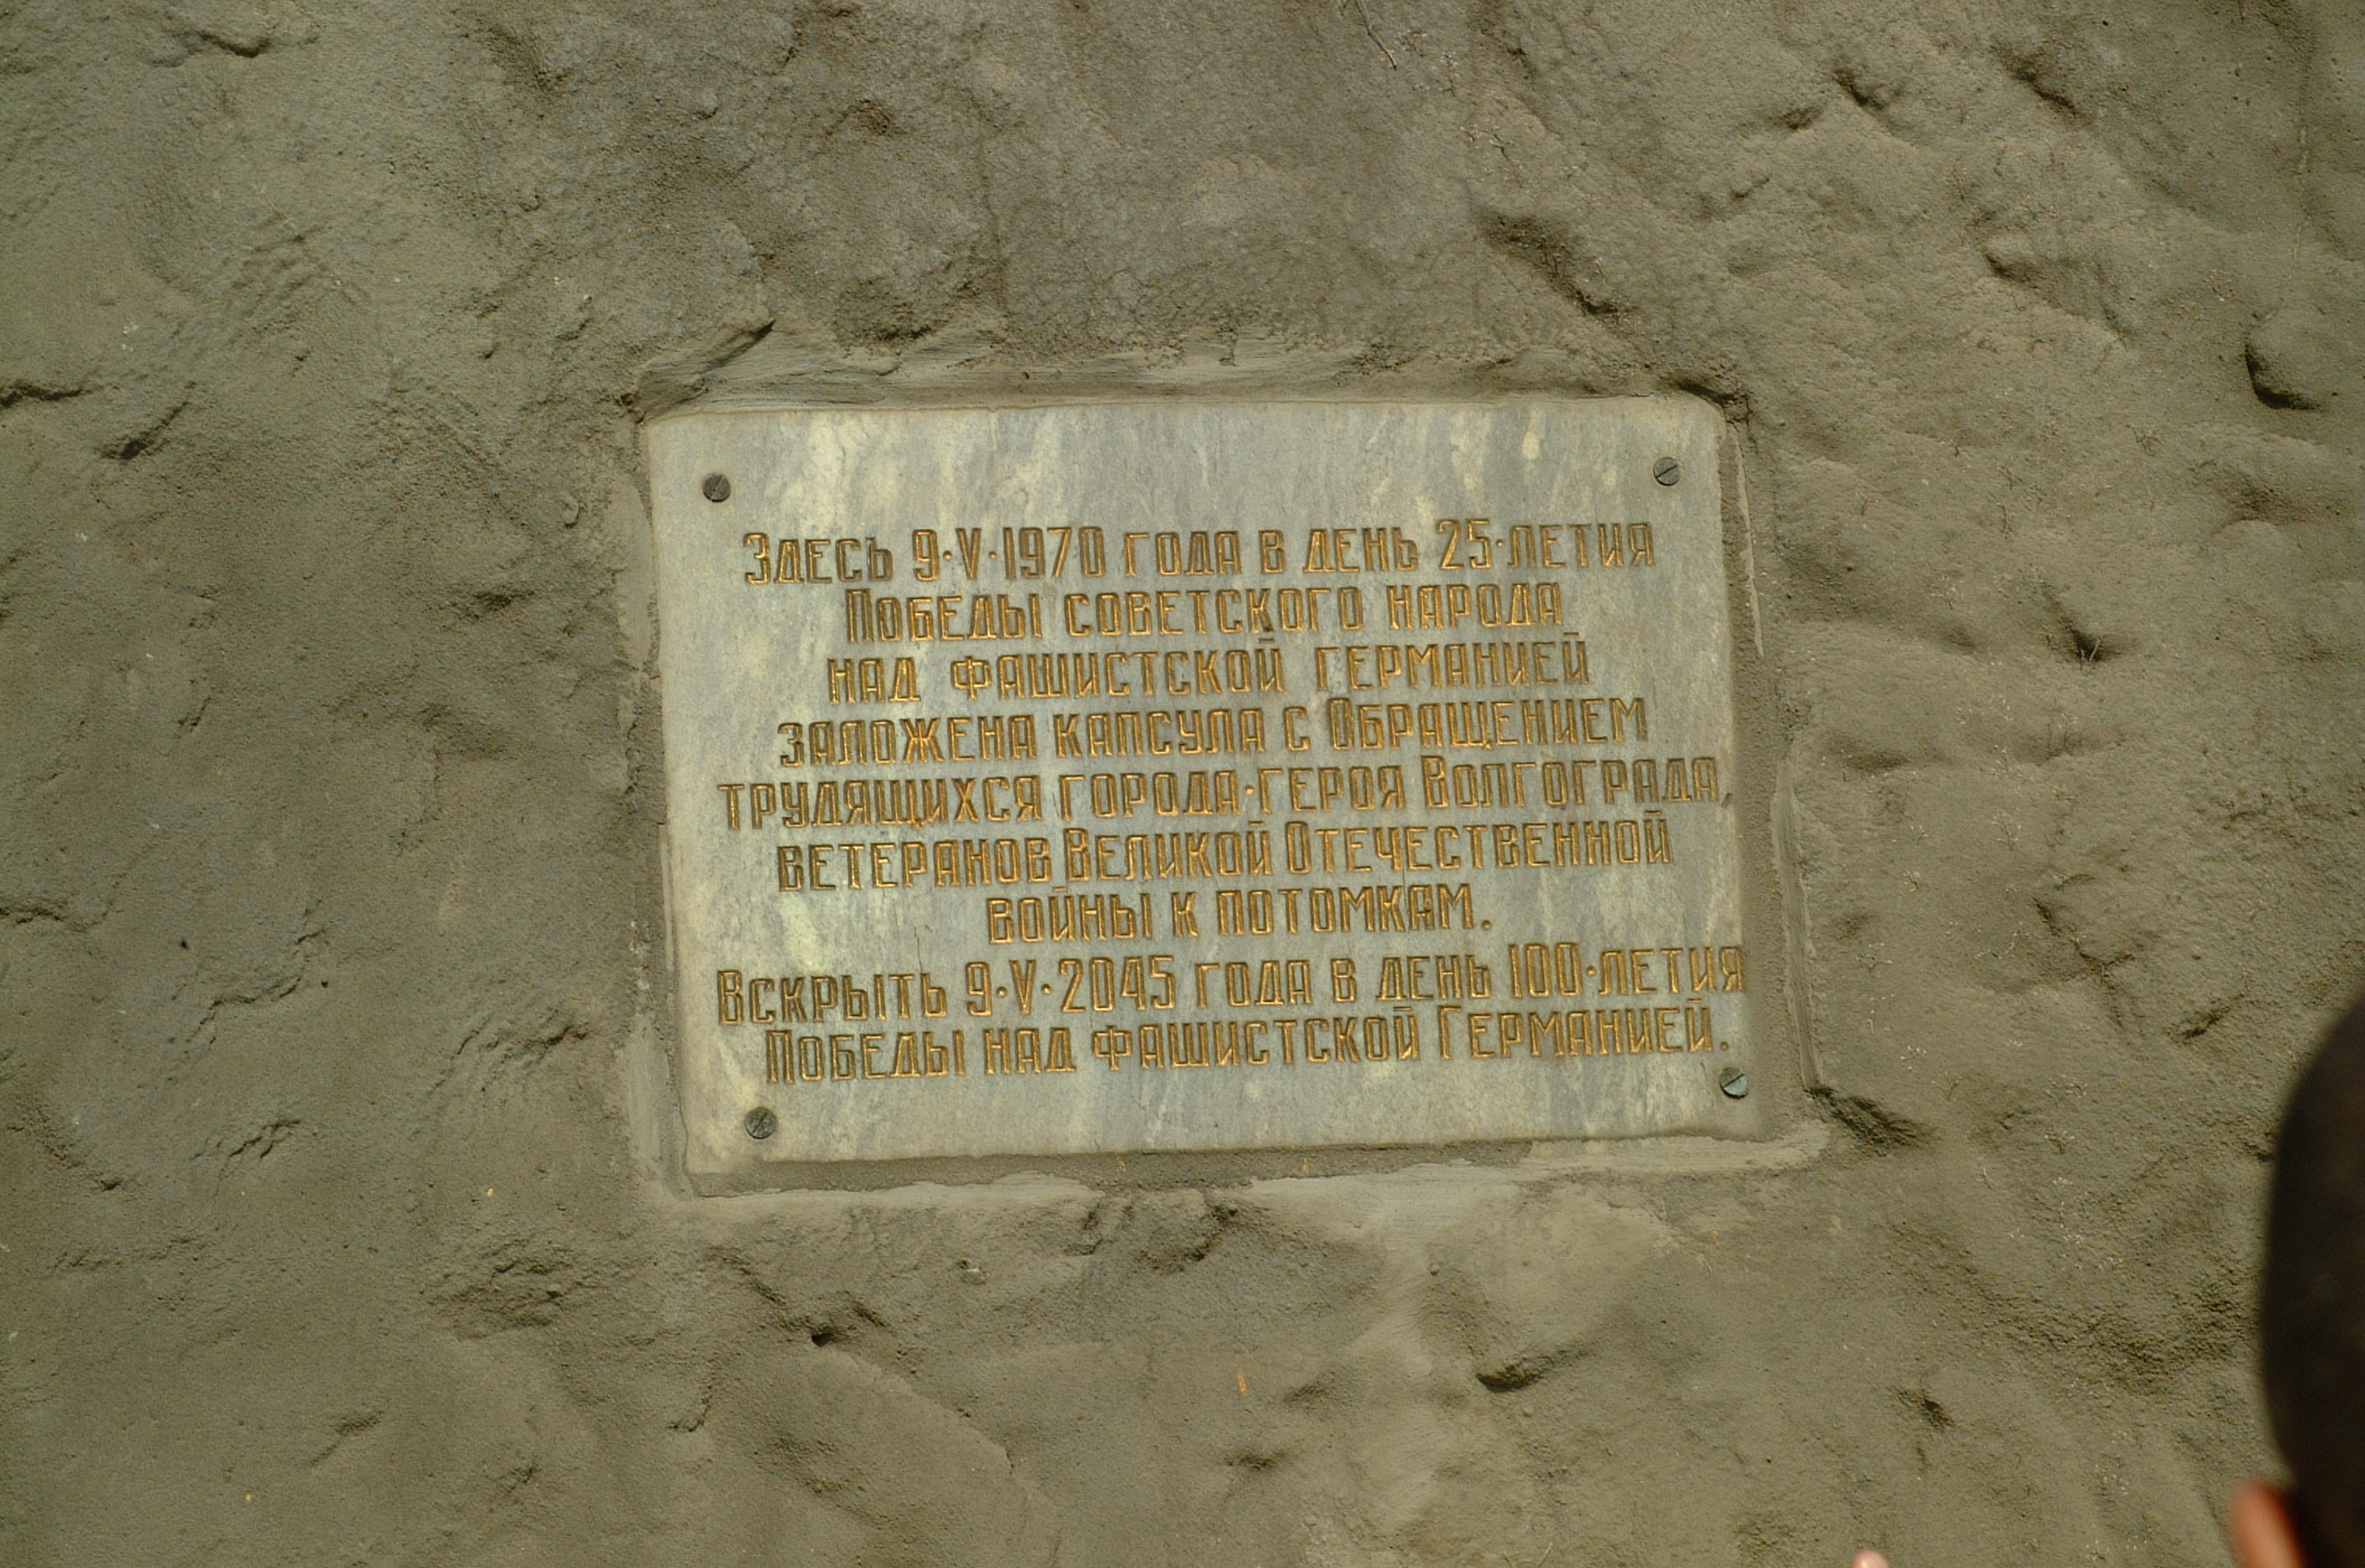 Здесь 9·V·1970 года в день 25-летия
Победы советского народа
над фашистской германией
заложена капсула с Обращением
трудящихся города-героя Волгограда,
ветеранов Великой Отечественной
войны к потомкам.
Вскрыть 9·V·2045 года в день 100-летия
Победы над фашистской Германией.